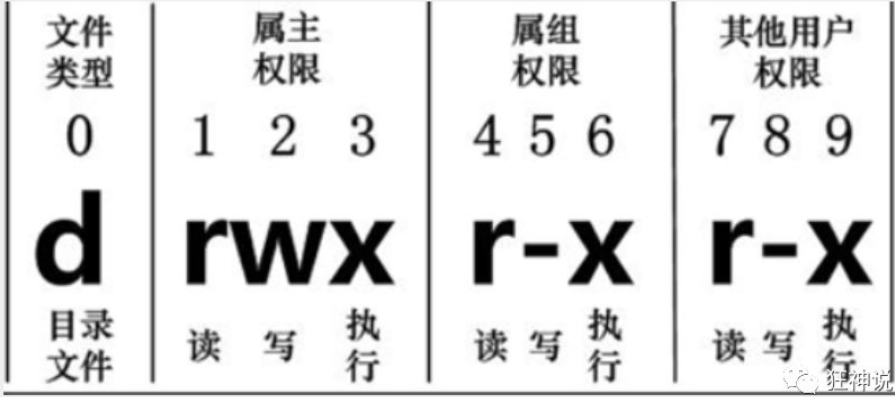 文件 属主 属组 其他用户
类型 权限 权限 权限
0 1 2 3 4 5 6 7 8 9
d rwx r-x r-x
目录 读 写 执 读 写 执 读 写 执
文件 行 行 行
狂神说